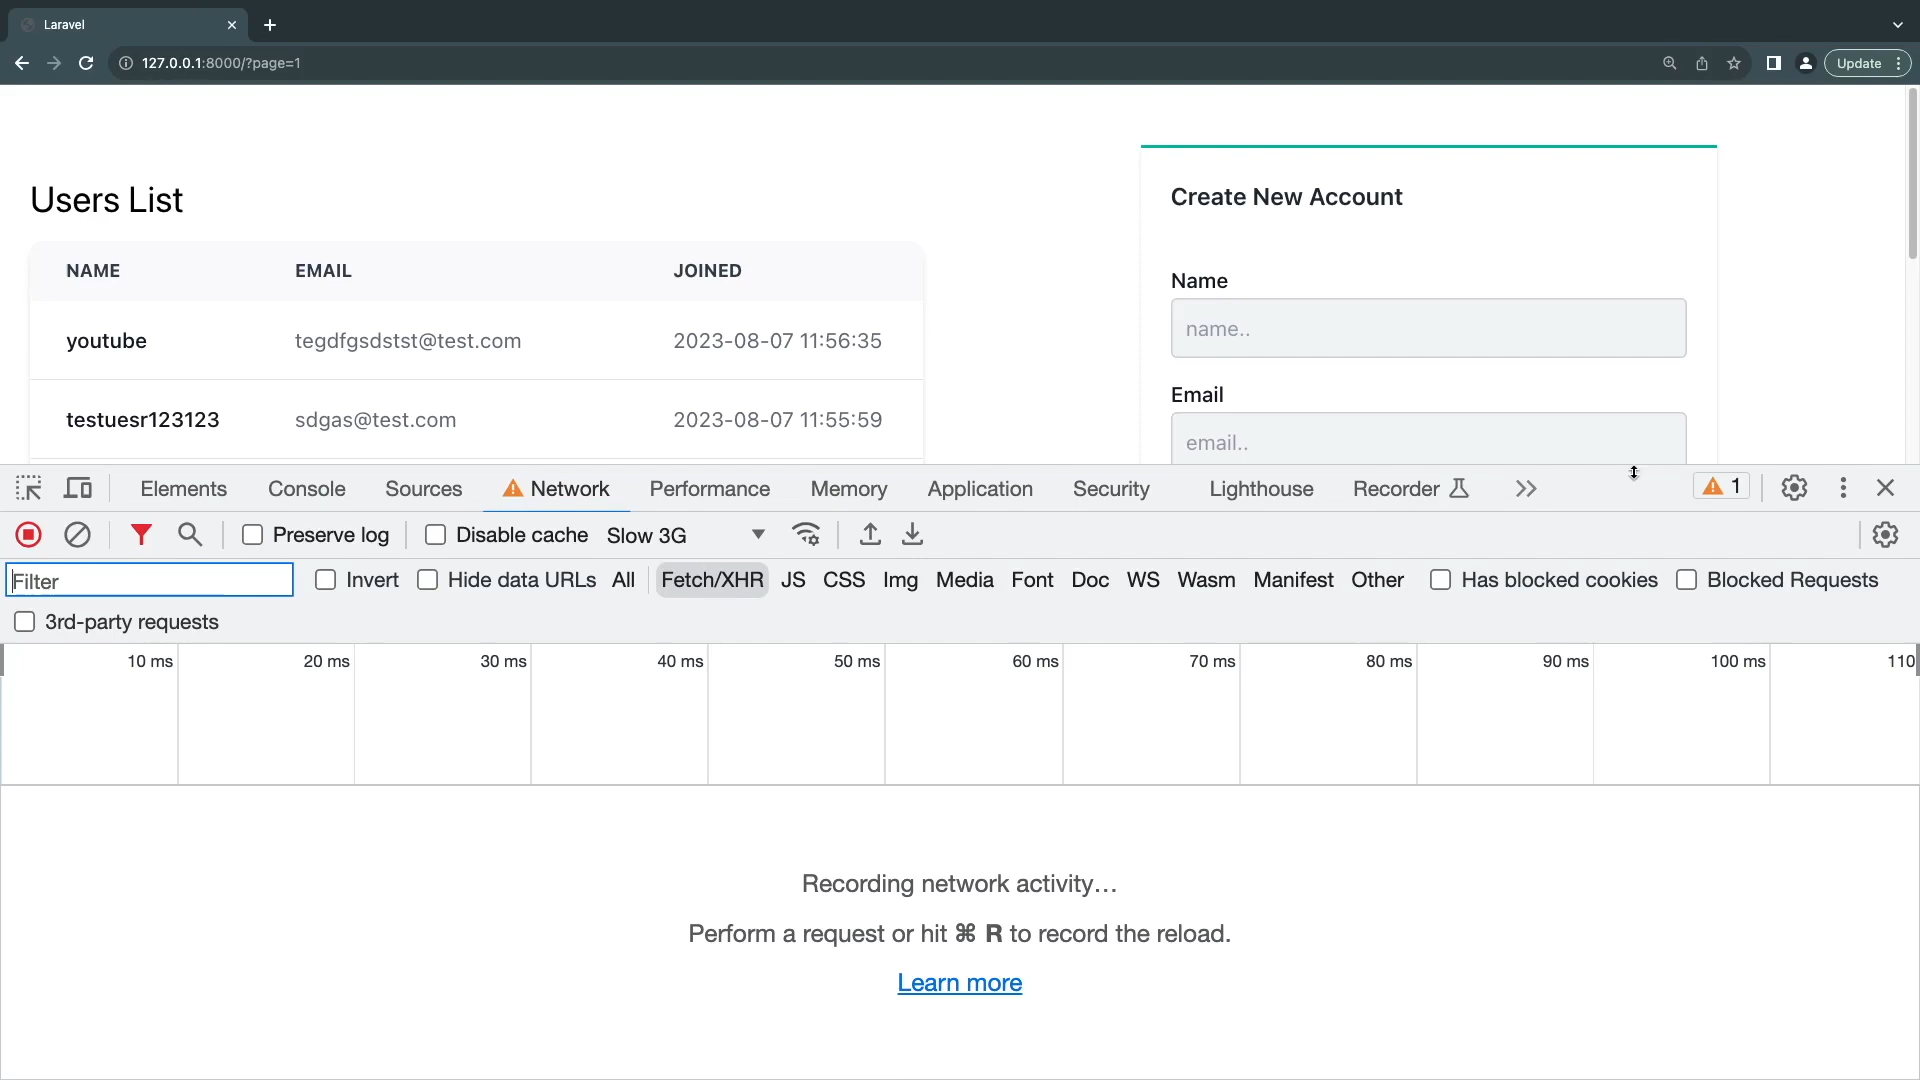 Laravel
127.0.0.1:8000/?page=1
Update
Users List
NAME EMAIL JOINED
youtube tegdfgsdstst@test.com 2023-08-07 11:56:35
testuesr123123 sdgas@test.com 2023-08-07 11:55:59
Create New Account
Name
name..
Email
email..
Elements Console Sources Network Performance Memory Application Security Lighthouse Recorder 1
Preserve log Disable cache Slow 3G
Filter Invert Hide data URLs All Fetch/XHR JS CSS Img Media Font Doc WS Wasm Manifest Other Has blocked cookies Blocked Requests
3rd-party requests
10 ms 20 ms 30 ms 40 ms 50 ms 60 ms 70 ms 80 ms 90 ms 100 ms 110
Recording network activity…
Perform a request or hit ⌘ R to record the reload.
Learn more